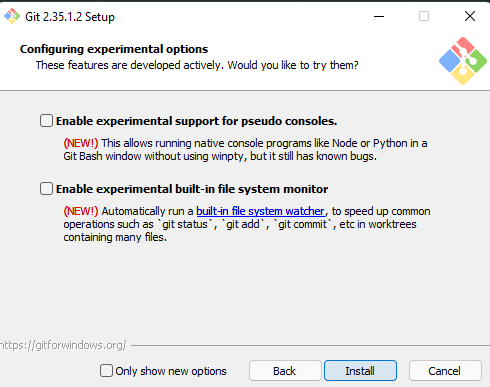 Git 2.35.1.2 Setup
Configuring experimental options
These features are developed actively. Would you like to try them?
Enable experimental support for pseudo consoles.
(NEW!) This allows running native console programs like Node or Python in a
Git Bash window without using winpty, but it still has known bugs.
Enable experimental built-in file system monitor
(NEW!) Automatically run a built-in file system watcher, to speed up common
operations such as `git status`, `git add`, `git commit`, etc in worktrees
containing many files.
https://gitforwindows.org/
Only show new options
Back
Install
Cancel